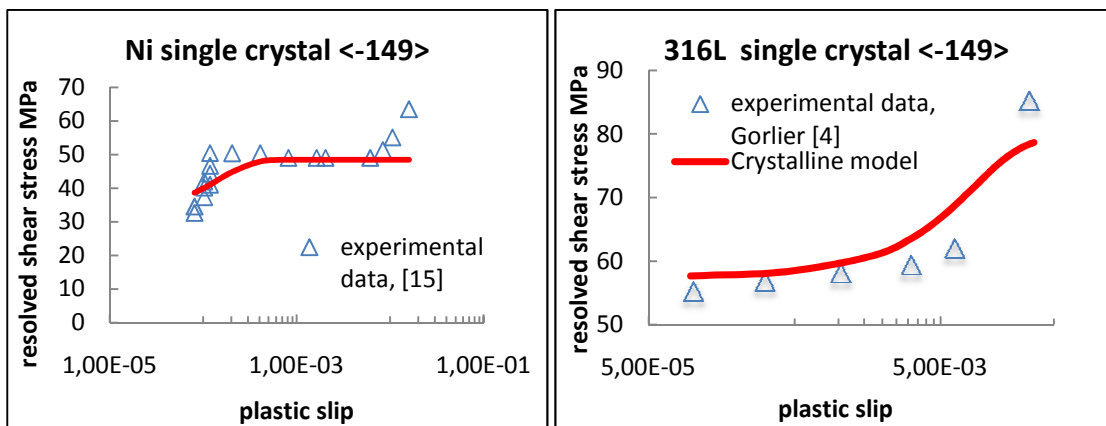 Ni single crystal <-149>
resolved shear stress MPa
70
60
50
40
30
20
10
0
experimental
data, [15]
1,00E-05
1,00E-03
1,00E-01
plastic slip
316L single crystal <-149>
resolved shear stress MPa
90
80
70
60
50
experimental data,
Gorlier [4]
Crystalline model
5,00E-05
5,00E-03
plastic slip